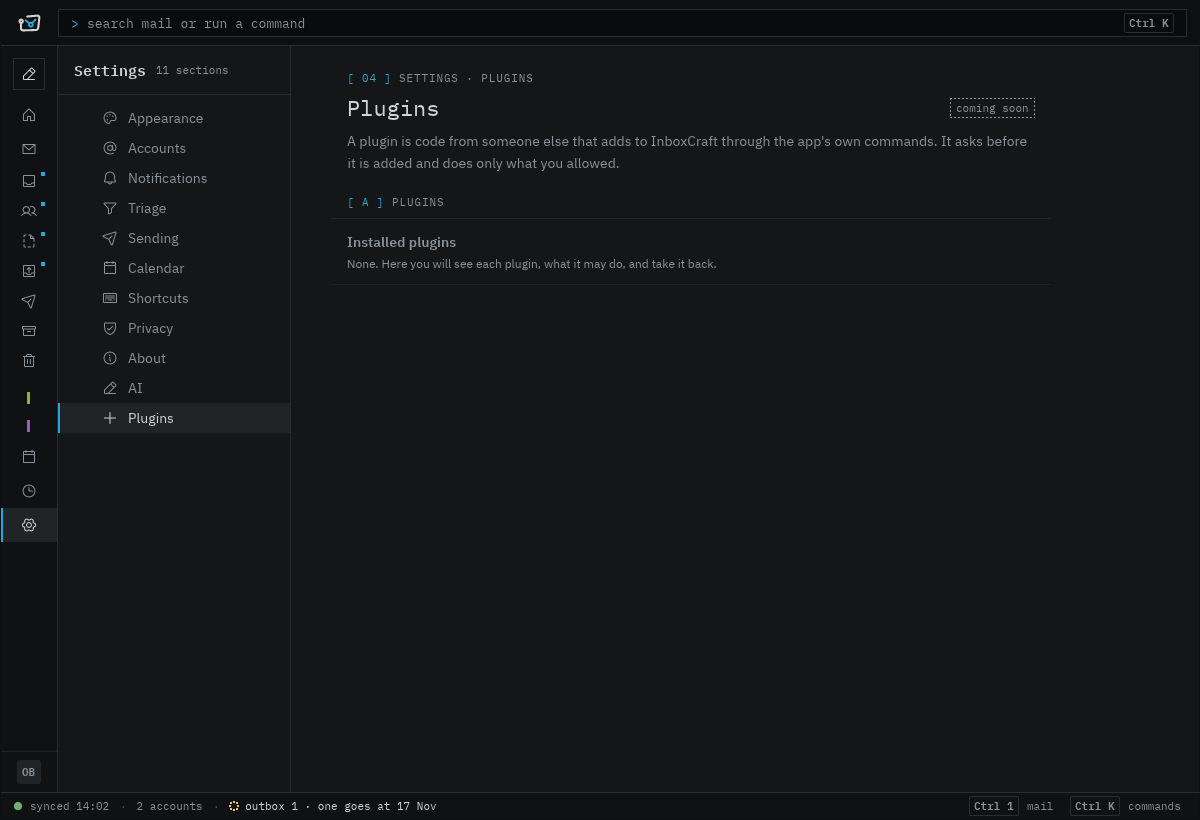 > search mail or run a command
Ctrl K
Settings 11 sections
Appearance
Accounts
Notifications
Triage
Sending
Calendar
Shortcuts
Privacy
About
AI
Plugins
[ 04 ] SETTINGS · PLUGINS
Plugins
coming soon
A plugin is code from someone else that adds to InboxCraft through the app's own commands. It asks before
it is added and does only what you allowed.
[ A ] PLUGINS
Installed plugins
None. Here you will see each plugin, what it may do, and take it back.
OB
synced 14:02 · 2 accounts · outbox 1 · one goes at 17 Nov
Ctrl 1 mail Ctrl K commands